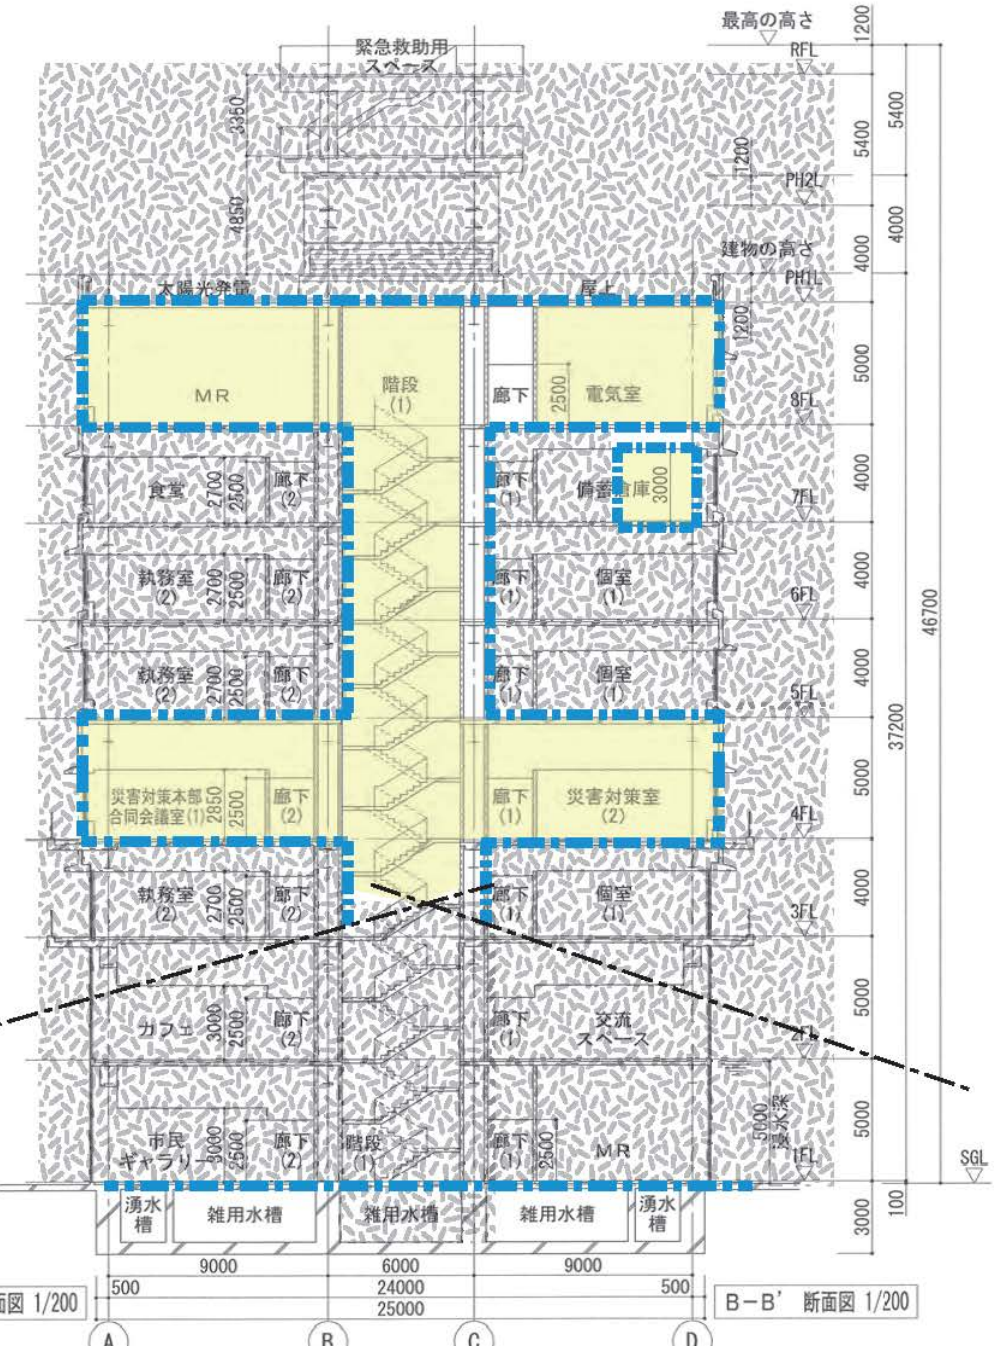 最高の高さ
1200
緊急救助用
スペース
RFL
3350
5400
5400
1200
PH2L
4850
4000
4000
建物の高さ
太陽光発電
屋上
PH1L
1200
MR
階段
(1)
廊下
2500
電気室
5000
8FL
食堂
2700
2500
廊下
(2)
廊下
(1)
備蓄倉庫
3000
4000
7FL
執務室
(2)
2700
2500
廊下
(2)
廊下
(1)
個室
(1)
4000
6FL
46700
執務室
(2)
2700
2500
廊下
(2)
廊下
(1)
個室
(1)
4000
5FL
37200
災害対策本部
合同会議室(1)
2850
2500
廊下
(2)
廊下
(1)
災害対策室
(2)
5000
4FL
執務室
(2)
2700
2500
廊下
(2)
廊下
(1)
個室
(1)
4000
3FL
カフェ
3000
2500
廊下
(2)
廊下
(1)
交流
スペース
5000
2FL
市民
ギャラリー
3000
2500
廊下
(2)
階段
(1)
廊下
(1)
2500
MR
5000
浸水深
5000
1FL
SGL
湧水
槽
雑用水槽
雑用水槽
雑用水槽
湧水
槽
3000
100
9000
6000
9000
500
24000
500
25000
面図 1/200
B-B' 断面図 1/200
A
B
C
D